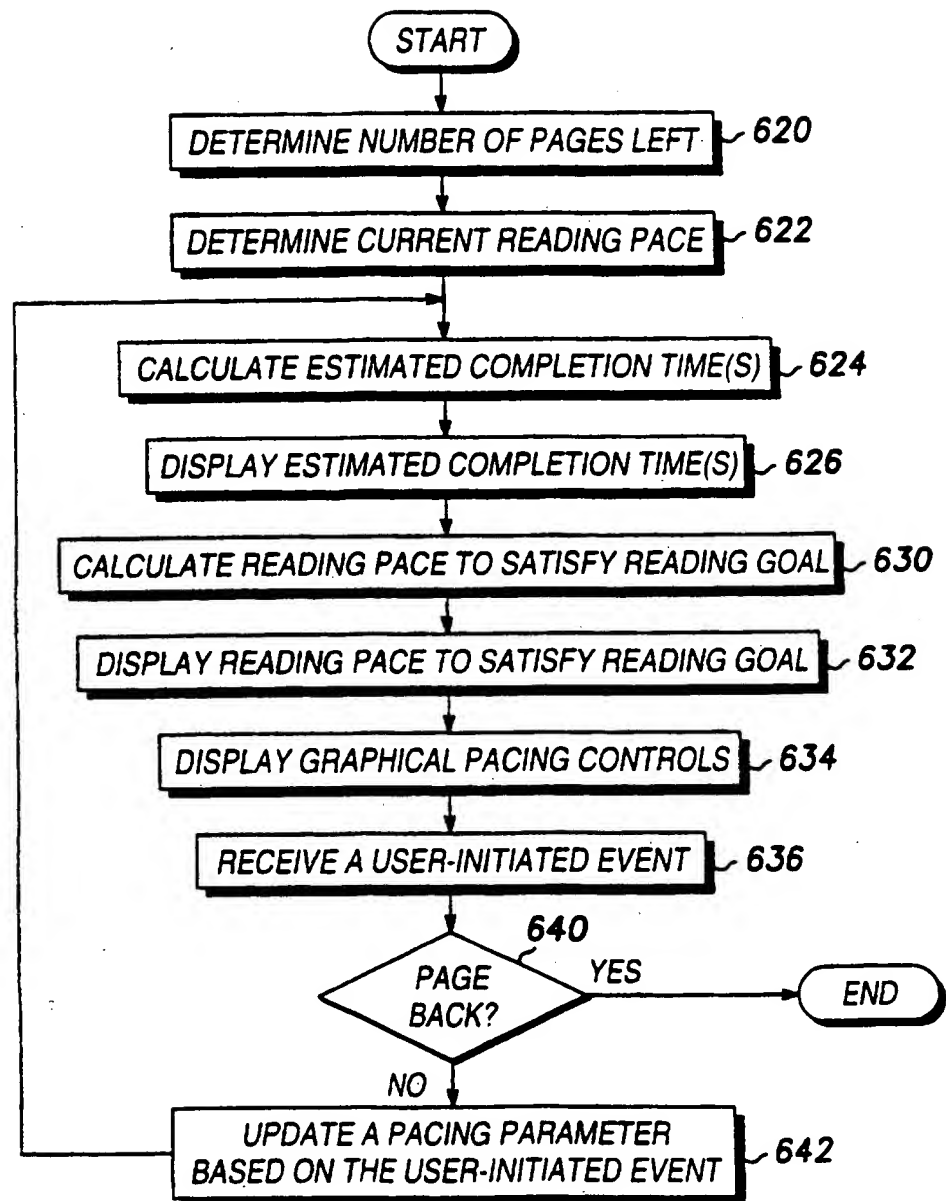 START
DETERMINE NUMBER OF PAGES LEFT 620
DETERMINE CURRENT READING PACE 622
CALCULATE ESTIMATED COMPLETION TIME(S) 624
DISPLAY ESTIMATED COMPLETION TIME(S) 626
CALCULATE READING PACE TO SATISFY READING GOAL 630
DISPLAY READING PACE TO SATISFY READING GOAL 632
DISPLAY GRAPHICAL PACING CONTROLS 634
RECEIVE A USER-INITIATED EVENT 636
640
PAGE
BACK?
YES
END
NO
UPDATE A PACING PARAMETER
BASED ON THE USER-INITIATED EVENT 642